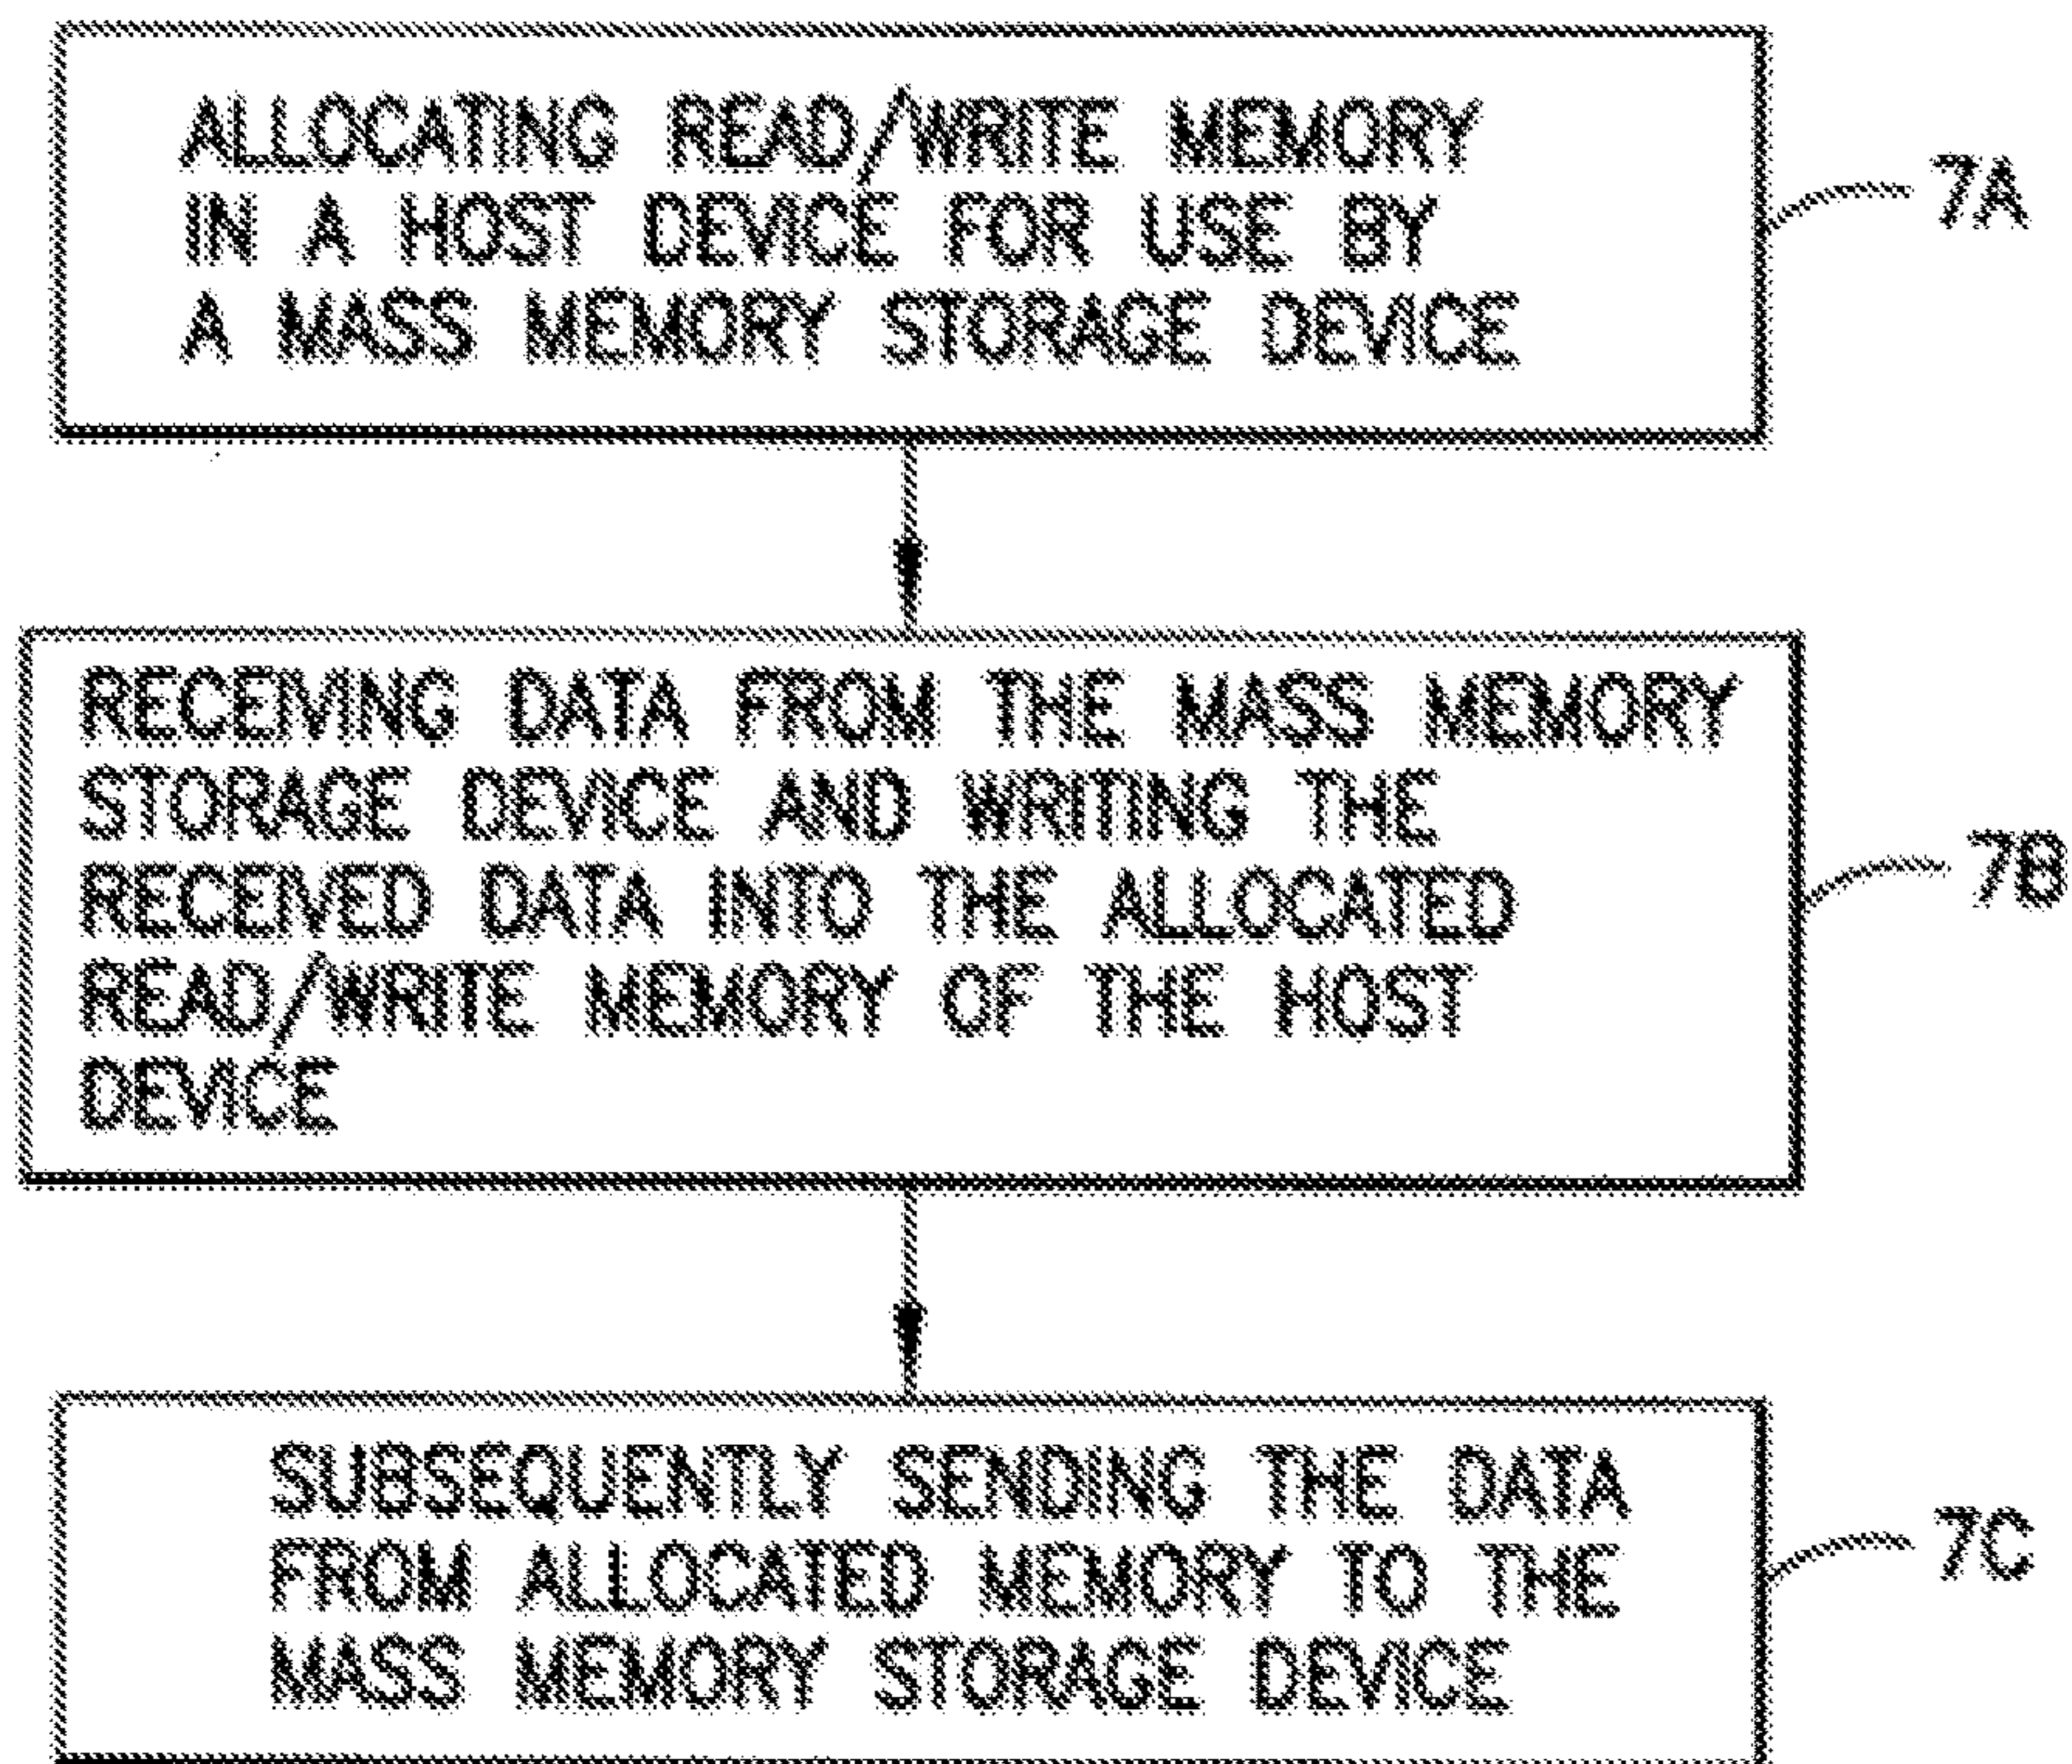 ALLOCATING READ/WRITE MEMORY
IN A HOST DEVICE FOR USE BY
A MASS MEMORY STORAGE DEVICE
7A
RECEIVING DATA FROM THE MASS MEMORY
STORAGE DEVICE AND WRITING THE
RECEIVED DATA INTO THE ALLOCATED
READ/WRITE MEMORY OF THE HOST
DEVICE
7B
SUBSEQUENTLY SENDING THE DATA
FROM ALLOCATED MEMORY TO THE
MASS MEMORY STORAGE DEVICE
7C